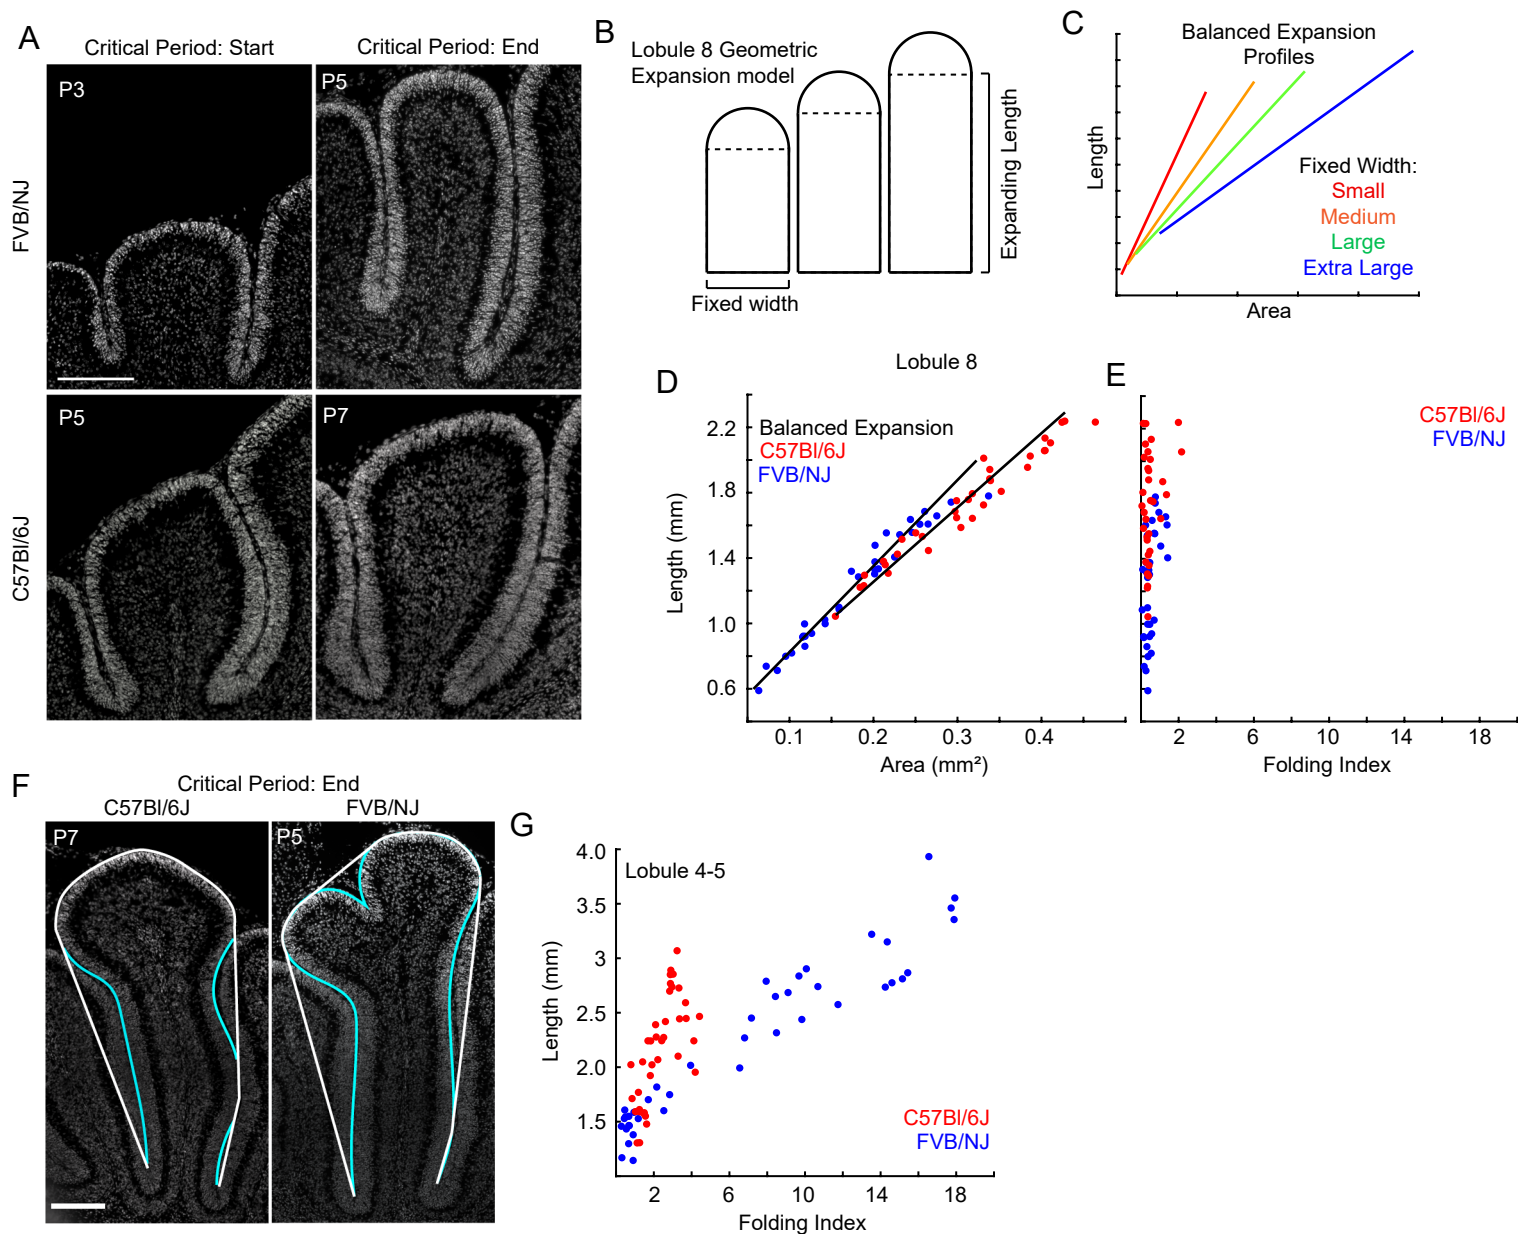 A
Critical Period: Start
Critical Period: End
P3
P5
FVB/NJ
P5
P7
C57Bl/6J
B
Lobule 8 Geometric
Expansion model
Expanding Length
Fixed width
C
Balanced Expansion
Profiles
Length
Fixed Width:
Small
Medium
Large
Extra Large
Area
Lobule 8
D
Balanced Expansion
C57Bl/6J
FVB/NJ
2.2
1.8
1.4
1.0
0.6
Length (mm)
0.1 0.2 0.3 0.4
Area (mm²)
E
C57Bl/6J
FVB/NJ
2 6 10 14 18
Folding Index
F
Critical Period: End
C57Bl/6J FVB/NJ
P7
P5
G
Lobule 4-5
4.0
3.5
3
2.5
2.0
1.5
Length (mm)
C57Bl/6J
FVB/NJ
2 6 10 14 18
Folding Index